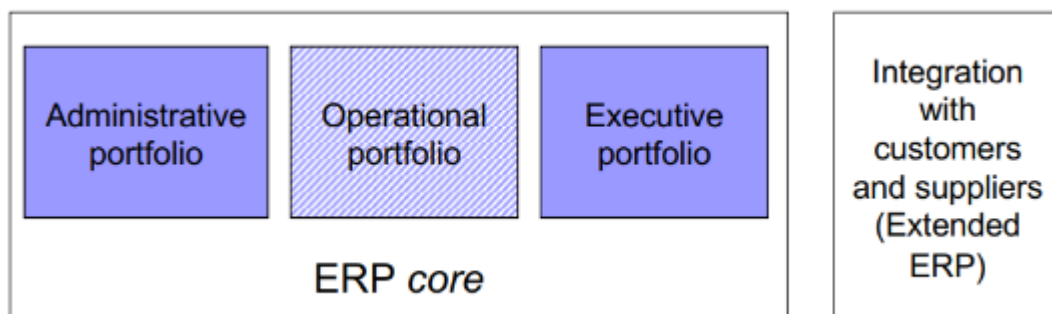 Administrative
portfolio
Operational
portfolio
Executive
portfolio
ERP core
Integration
with
customers
and suppliers
(Extended
ERP)